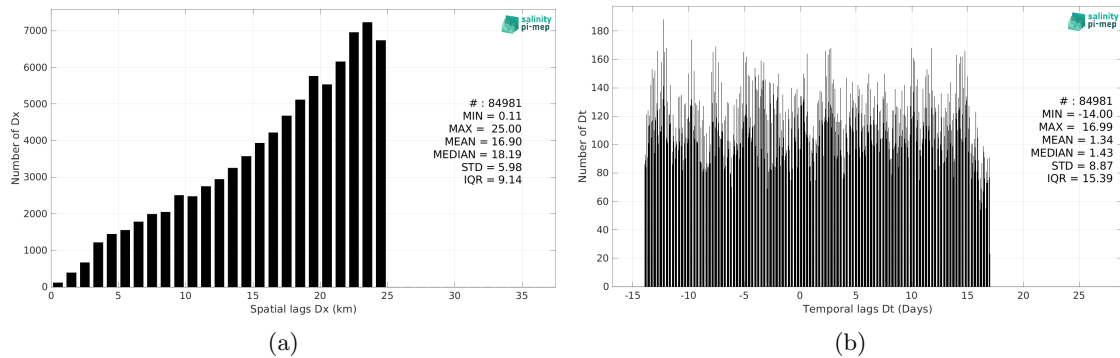 salinity
pi-mep
Number of Dx
7000
6000
5000
4000
3000
2000
1000
0
# : 84981
MIN = 0.11
MAX = 25.00
MEAN = 16.90
MEDIAN = 18.19
STD = 5.98
IQR = 9.14
0 5 10 15 20 25 30 35
Spatial lags Dx (km)
(a)
salinity
pi-mep
Number of Dt
180
160
140
120
100
80
60
40
20
0
# : 84981
MIN = -14.00
MAX = 16.99
MEAN = 1.34
MEDIAN = 1.43
STD = 8.87
IQR = 15.39
-15 -10 -5 0 5 10 15 20 25
Temporal lags Dt (Days)
(b)